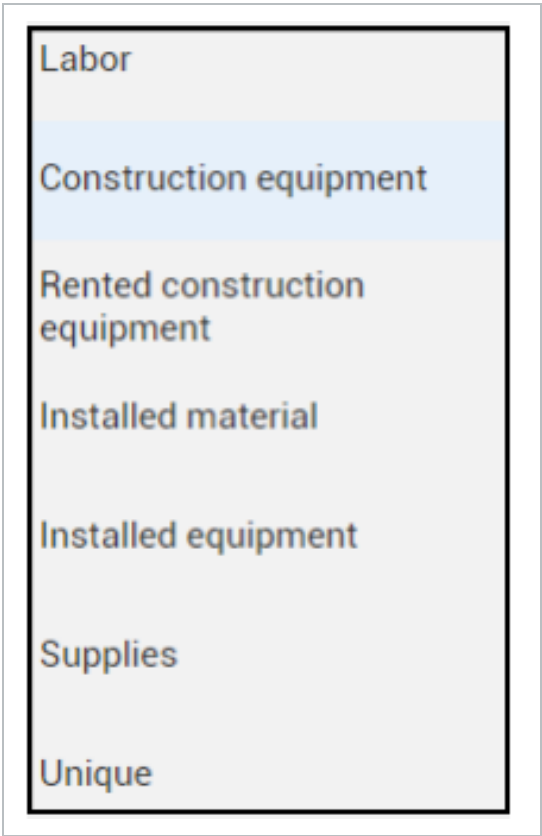 Labor
Construction equipment
Rented construction
equipment
Installed material
Installed equipment
Supplies
Unique